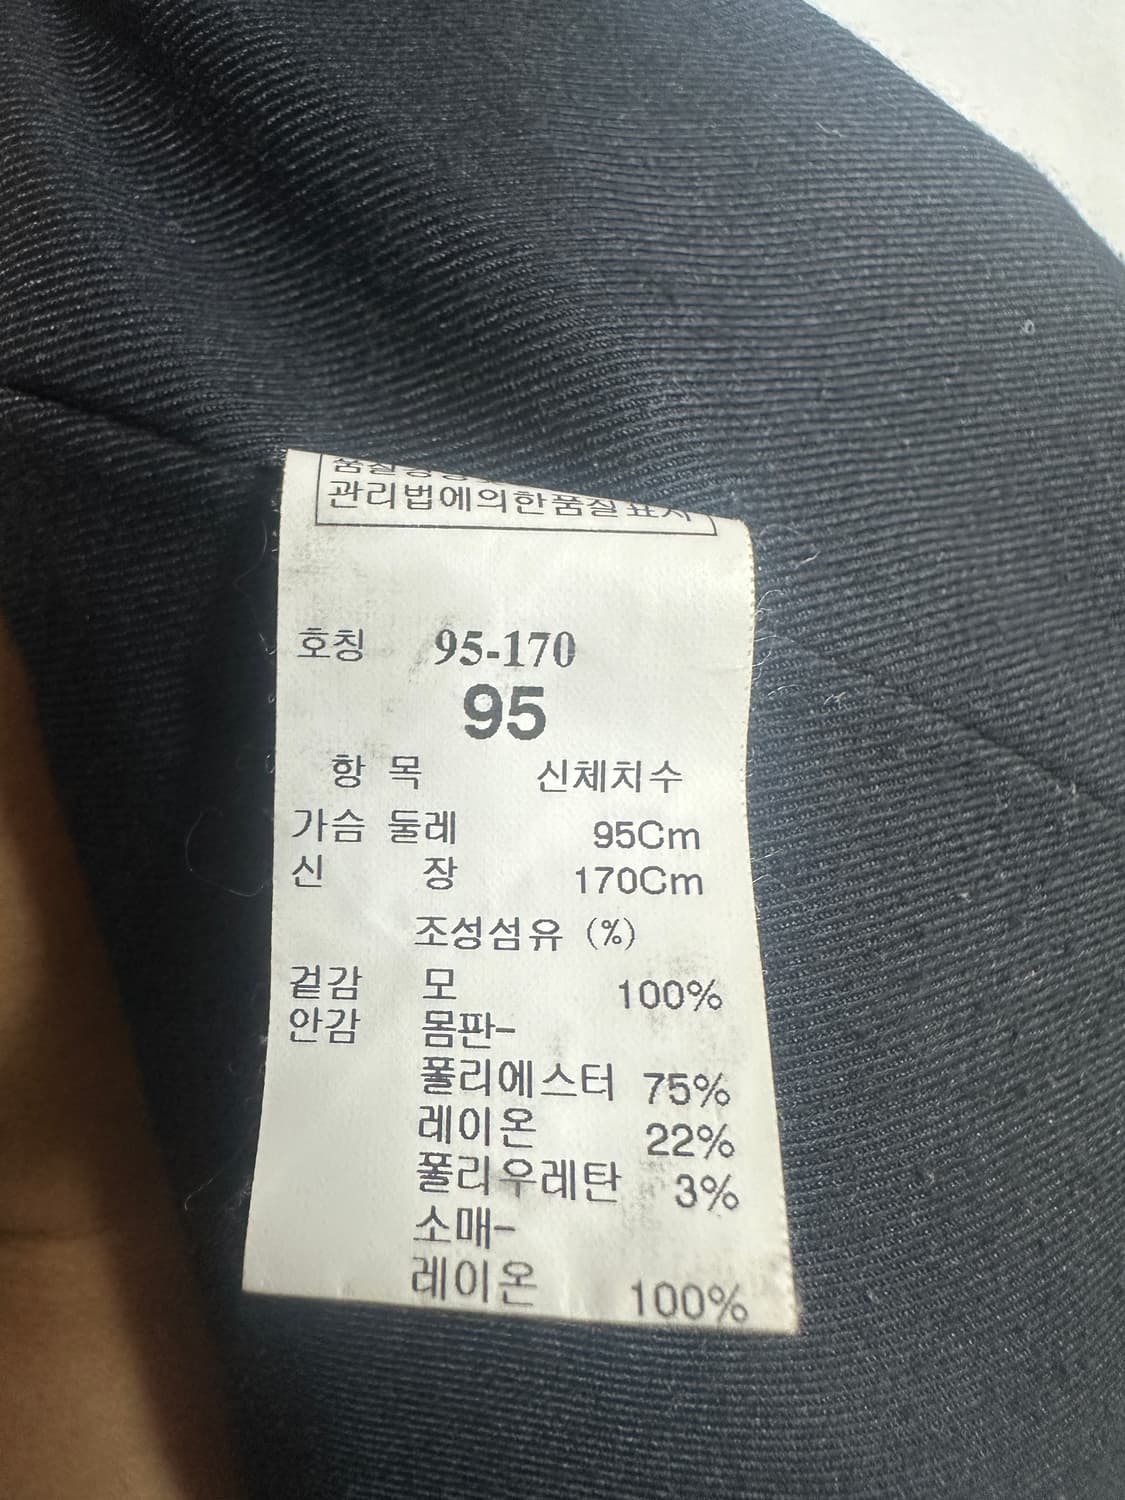 관리법에의한품질표시
호칭 95-170
95
항 목 신체치수
가슴 둘레 95Cm
신 장 170Cm
조성섬유 (%)
겉감 모 100%
안감 몸판-
폴리에스터 75%
레이온 22%
폴리우레탄 3%
소매-
레이온 100%